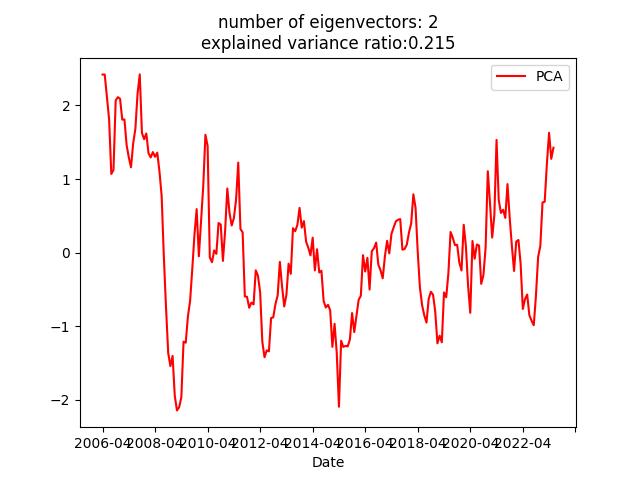 number of eigenvectors: 2
explained variance ratio:0.215
PCA
2
1
0
−1
−2
2006-04 2008-04 2010-04 2012-04 2014-04 2016-04 2018-04 2020-04 2022-04
Date